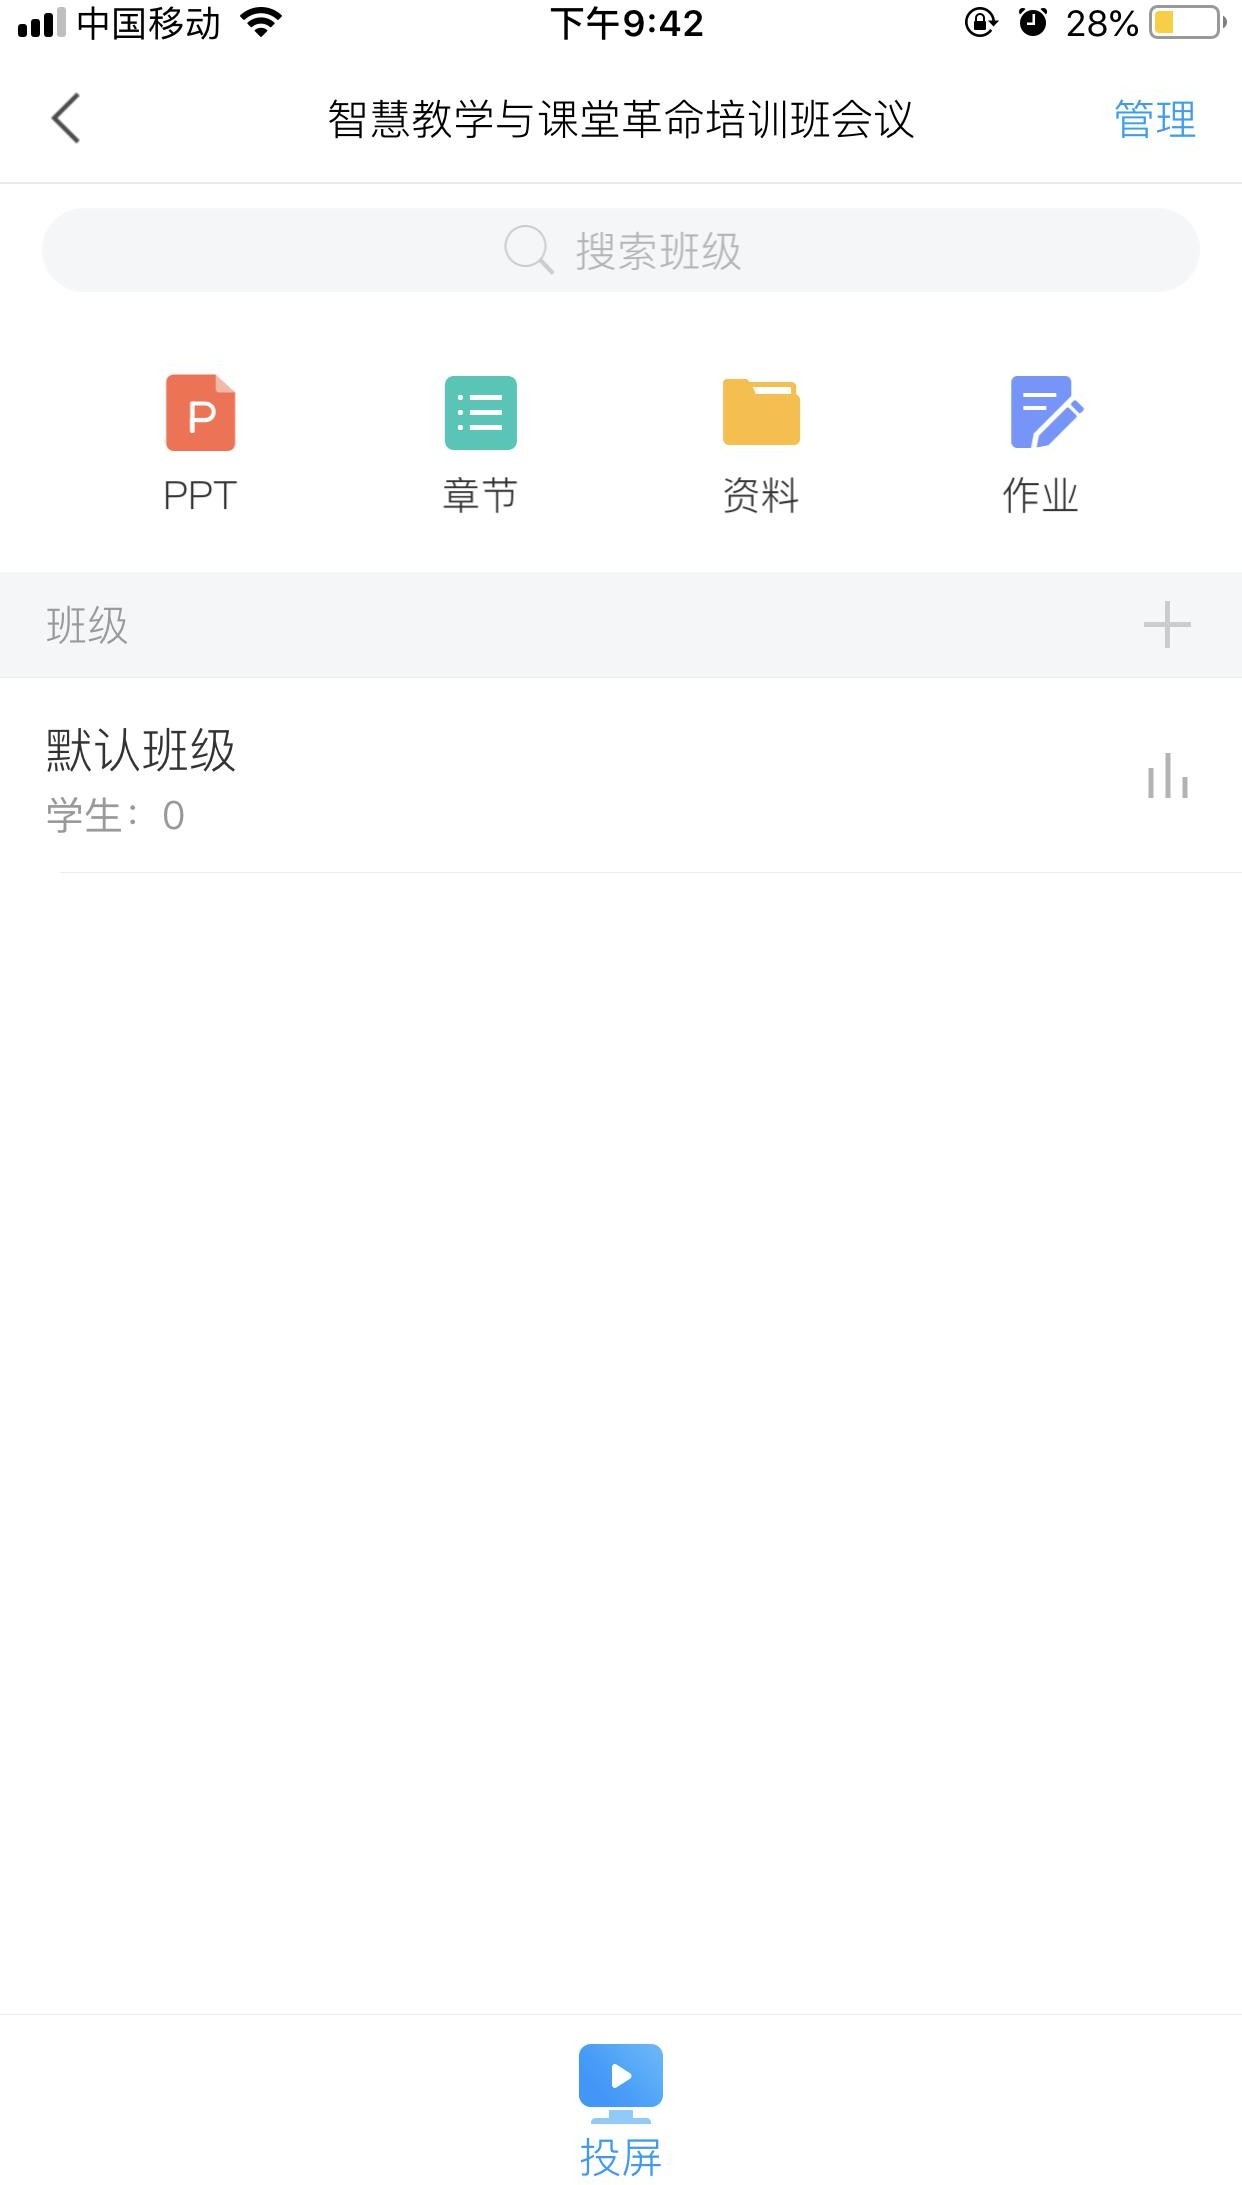 中国移动 下午9:42 28%
智慧教学与课堂革命培训班会议 管理
搜索班级
P
PPT 章节 资料 作业
班级
默认班级
学生：0
投屏